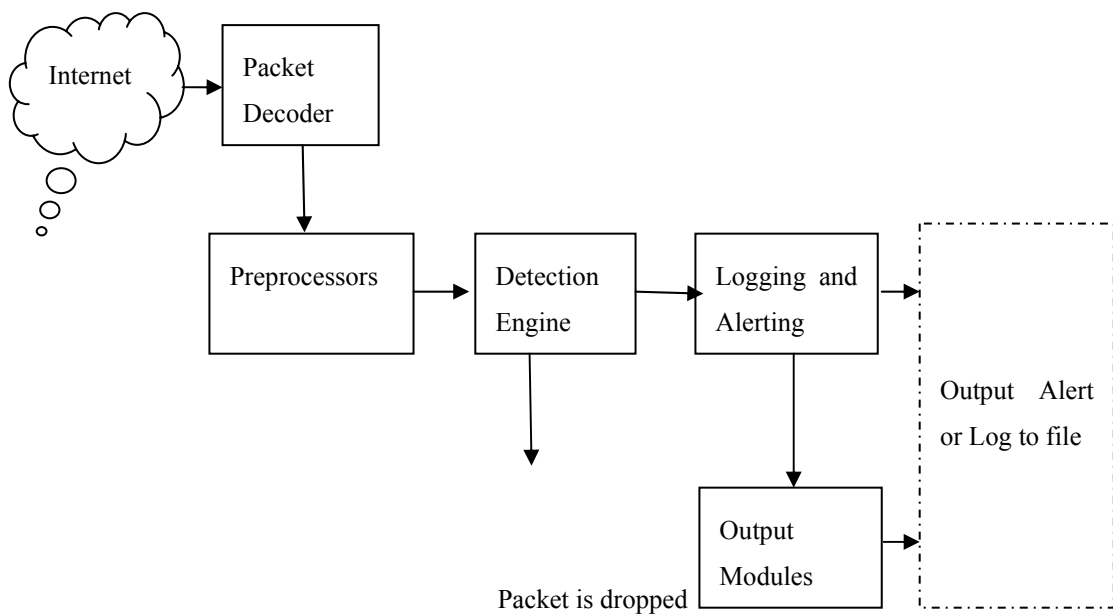 Internet
Packet
Decoder
Preprocessors
Detection
Engine
Logging and
Alerting
Output Alert
or Log to file
Output
Modules
Packet is dropped